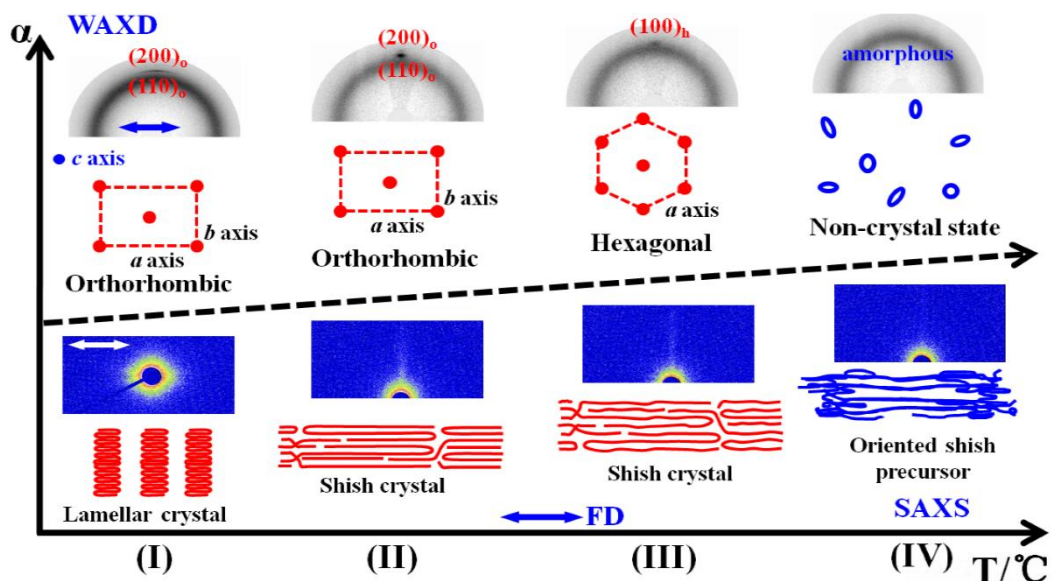 α
WAXD
(200)ₒ
(110)ₒ
c axis
b axis
a axis
Orthorhombic
(200)ₒ
(110)ₒ
b axis
a axis
Orthorhombic
(100)ₕ
a axis
Hexagonal
amorphous
Non-crystal state
Lamellar crystal
Shish crystal
Shish crystal
Oriented shish
precursor
FD
SAXS
(I)
(II)
(III)
(IV)
T/℃